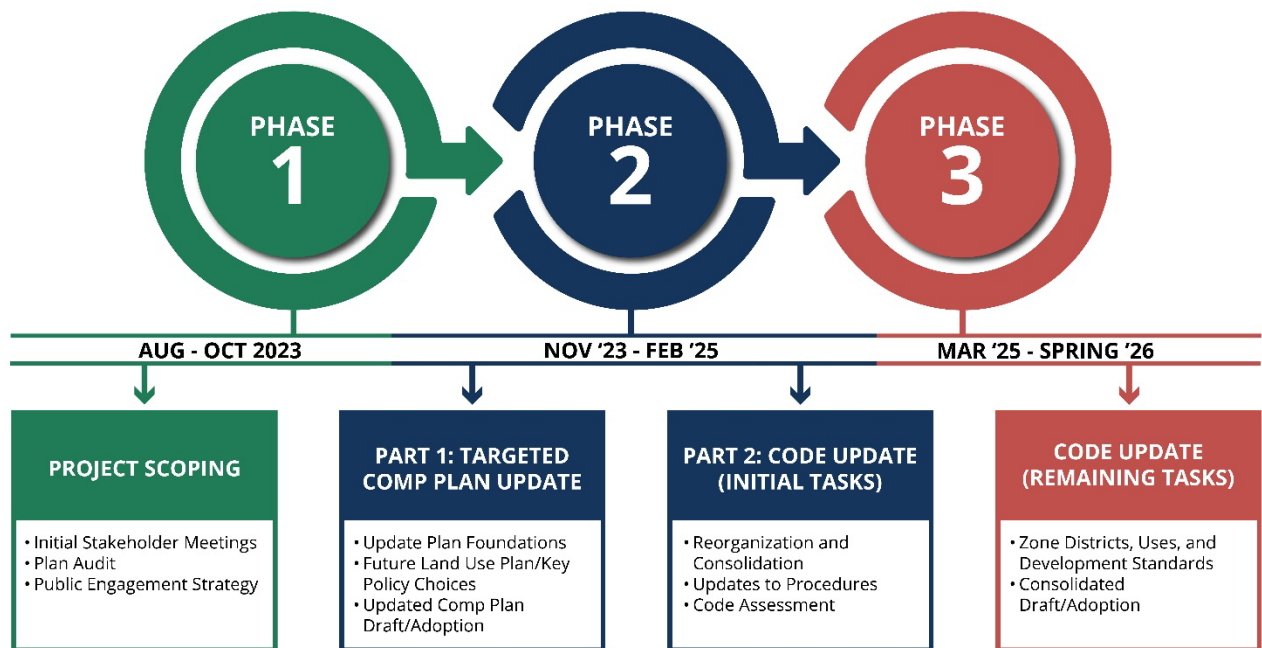 PHASE
1
PHASE
2
PHASE
3
AUG - OCT 2023
NOV ‘23 - FEB ’25
MAR ‘25 - SPRING ’26
PROJECT SCOPING
• Initial Stakeholder Meetings
• Plan Audit
• Public Engagement Strategy
PART 1: TARGETED
COMP PLAN UPDATE
• Update Plan Foundations
• Future Land Use Plan/Key
Policy Choices
• Updated Comp Plan
Draft/Adoption
PART 2: CODE UPDATE
(INITIAL TASKS)
• Reorganization and
Consolidation
• Updates to Procedures
• Code Assessment
CODE UPDATE
(REMAINING TASKS)
• Zone Districts, Uses, and
Development Standards
• Consolidated
Draft/Adoption